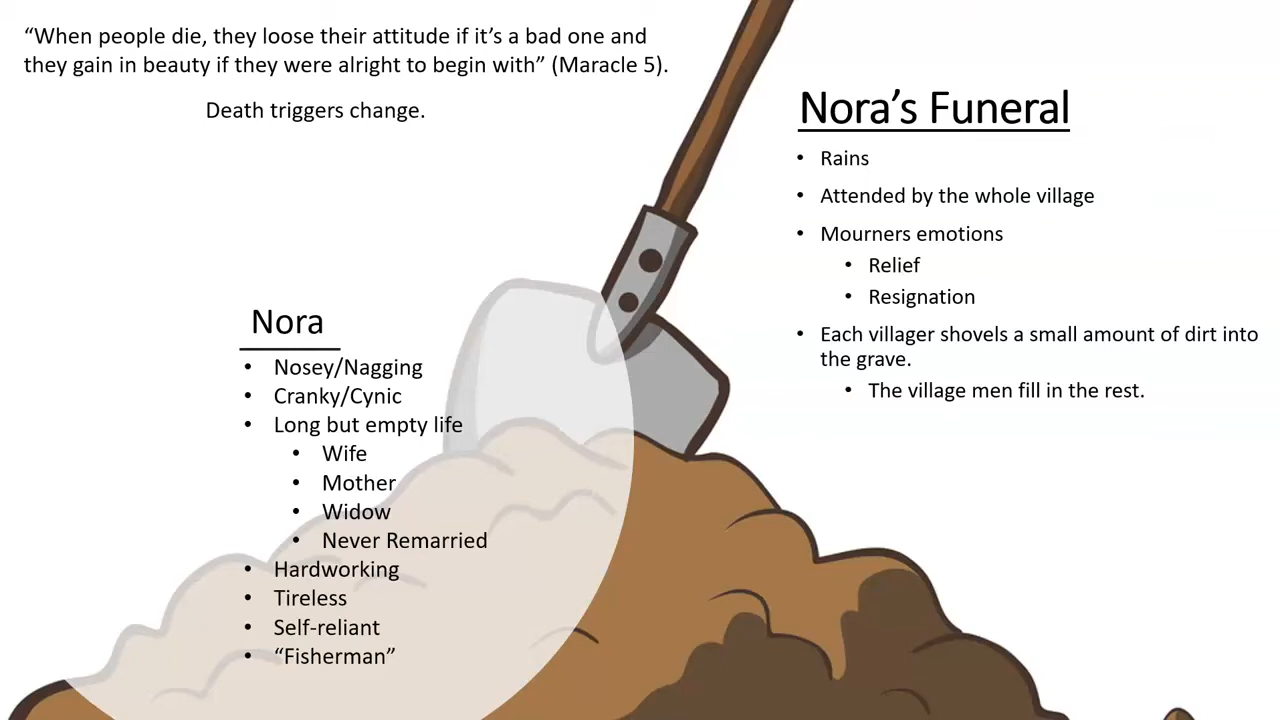 “When people die, they loose their attitude if it’s a bad one and
they gain in beauty if they were alright to begin with” (Maracle 5).
Death triggers change.
Nora’s Funeral
• Rains
• Attended by the whole village
• Mourners emotions
• Relief
• Resignation
• Each villager shovels a small amount of dirt into
the grave.
• The village men fill in the rest.
Nora
• Nosey/Nagging
• Cranky/Cynic
• Long but empty life
• Wife
• Mother
• Widow
• Never Remarried
• Hardworking
• Tireless
• Self-reliant
• “Fisherman”